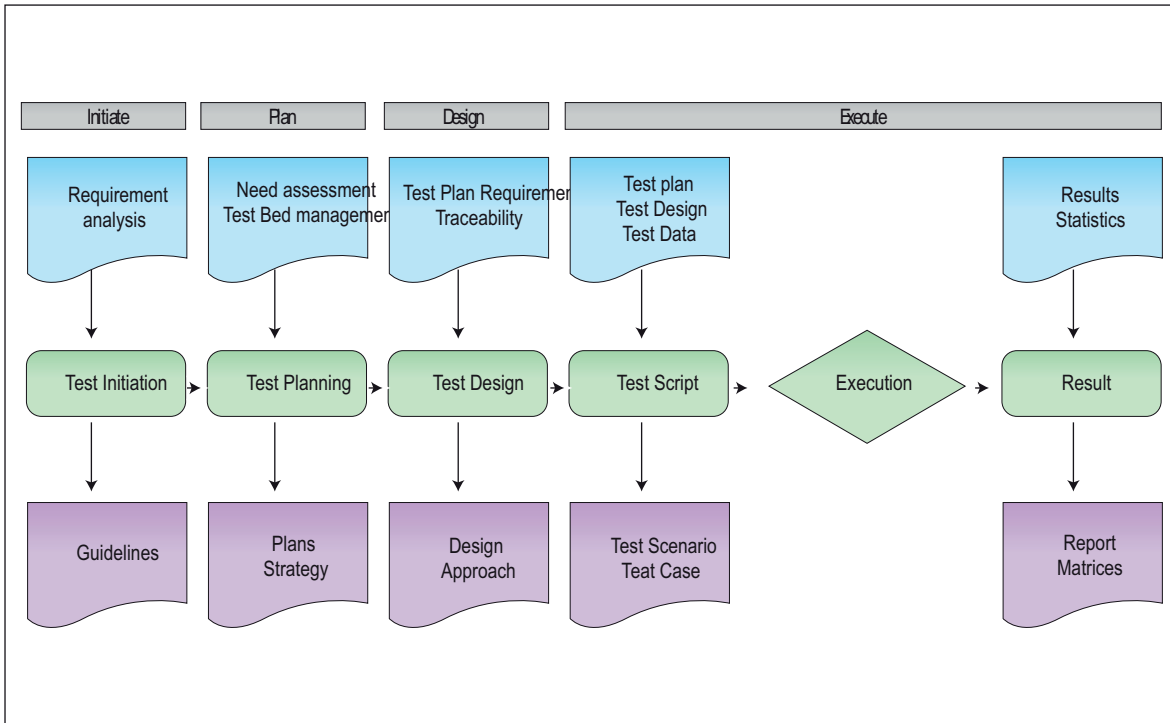 Initiate
Plan
Design
Execute
Requirement
analysis
Need assessment
Test Bed managemen
Test Plan Requiremen
Traceability
Test plan
Test Design
Test Data
Results
Statistics
Test Initiation
Test Planning
Test Design
Test Script
Execution
Result
Guidelines
Plans
Strategy
Design
Approach
Test Scenario
Teat Case
Report
Matrices